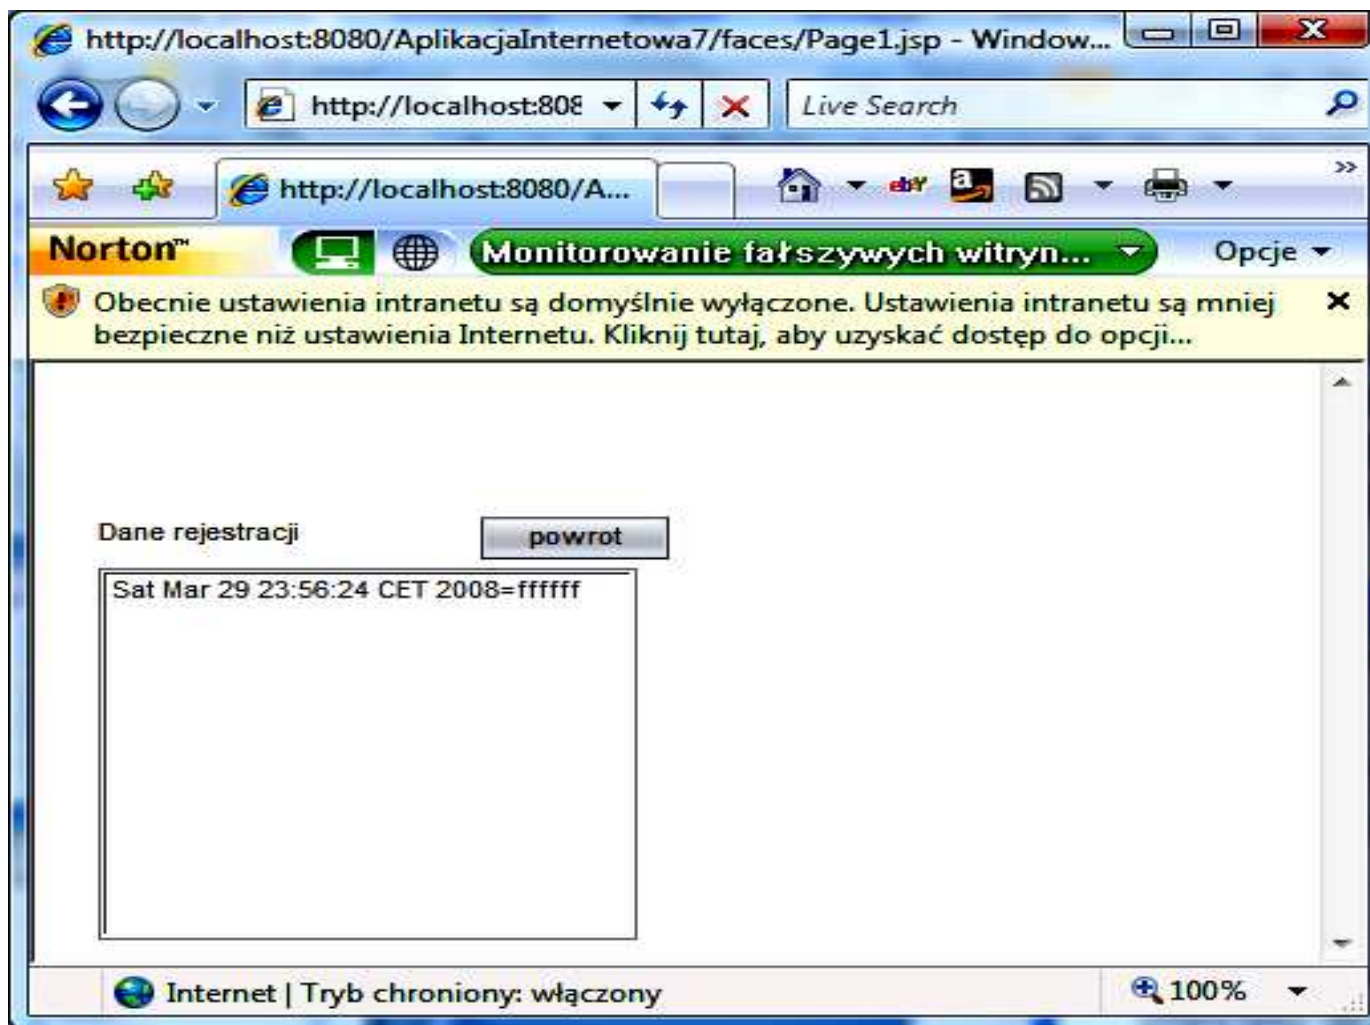 http://localhost:8080/AplikacjaInternetowa7/faces/Page1.jsp - Window...
http://localhost:808
Live Search
http://localhost:8080/A...
ebY
a
»
Norton™
Monitorowanie fałszywych witryn...
Opcje
Obecnie ustawienia intranetu są domyślnie wyłączone. Ustawienia intranetu są mniej
bezpieczne niż ustawienia Internetu. Kliknij tutaj, aby uzyskać dostęp do opcji...
Dane rejestracji
powrot
Sat Mar 29 23:56:24 CET 2008=ffffff
Internet | Tryb chroniony: włączony
100%